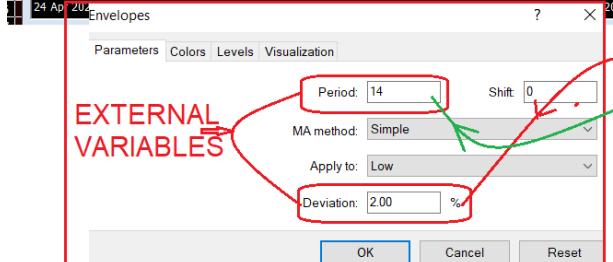 24 Apr 202
Envelopes
Parameters Colors Levels Visualization
Period: 14 Shift: 0
EXTERNAL
VARIABLES
MA method: Simple
Apply to: Low
Deviation: 2.00 %
OK Cancel Reset